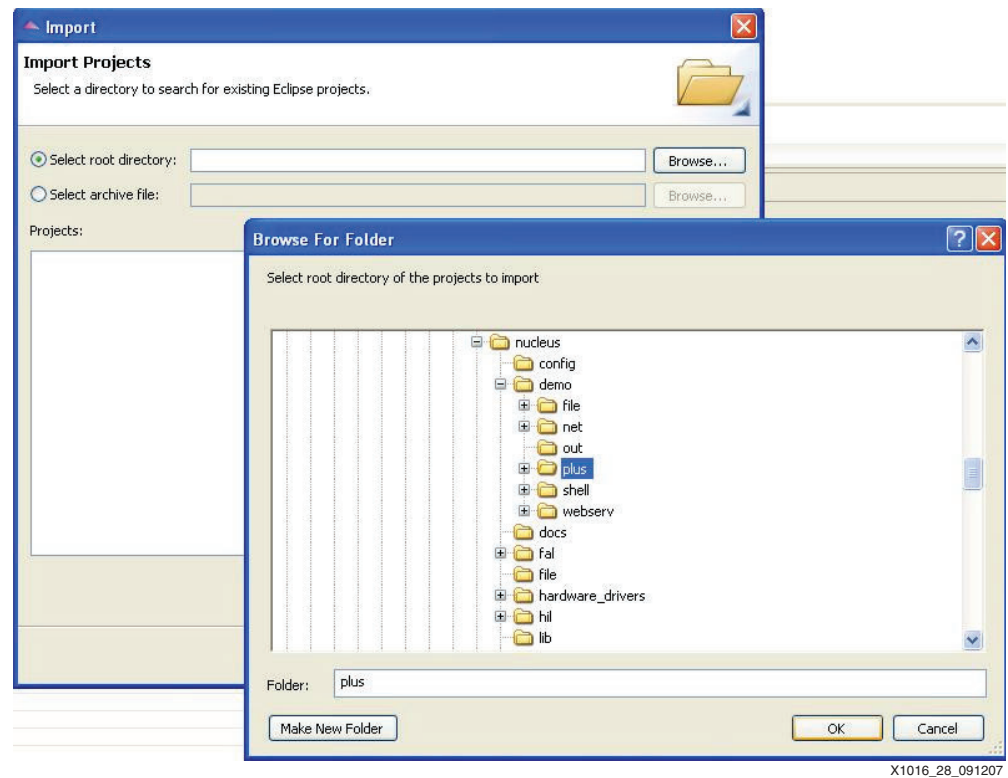 Import
Import Projects
Select a directory to search for existing Eclipse projects.
Select root directory:
Browse...
Select archive file:
Browse...
Projects:
Browse For Folder
Select root directory of the projects to import
nucleus
config
demo
file
net
out
plus
shell
webserv
docs
fal
file
hardware_drivers
hil
lib
Folder: plus
Make New Folder
OK
Cancel
X1016_28_091207